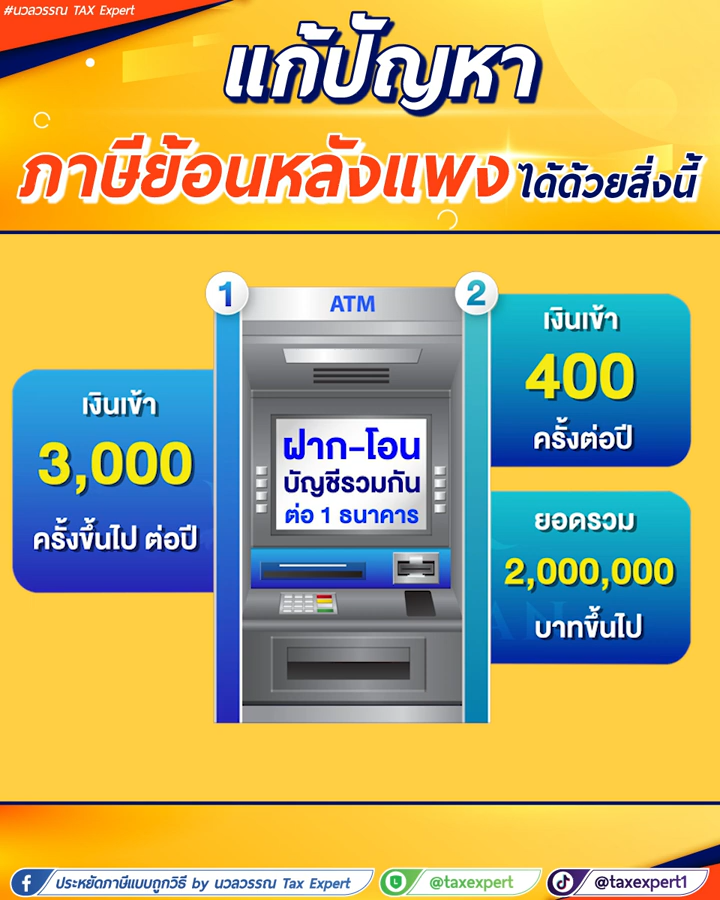 #นวลวรรณ TAX Expert
แก้ปัญหา
ภาษีย้อนหลังแพง ได้ด้วยสิ่งนี้
1
ATM
2
เงินเข้า
3,000
ครั้งขึ้นไป ต่อปี
ฝาก-โอน
บัญชีรวมกัน
ต่อ 1 ธนาคาร
เงินเข้า
400
ครั้งต่อปี
ยอดรวม
2,000,000
บาทขึ้นไป
ประหยัดภาษีแบบถูกวิธี by นวลวรรณ Tax Expert
@taxexpert
@taxexpert1